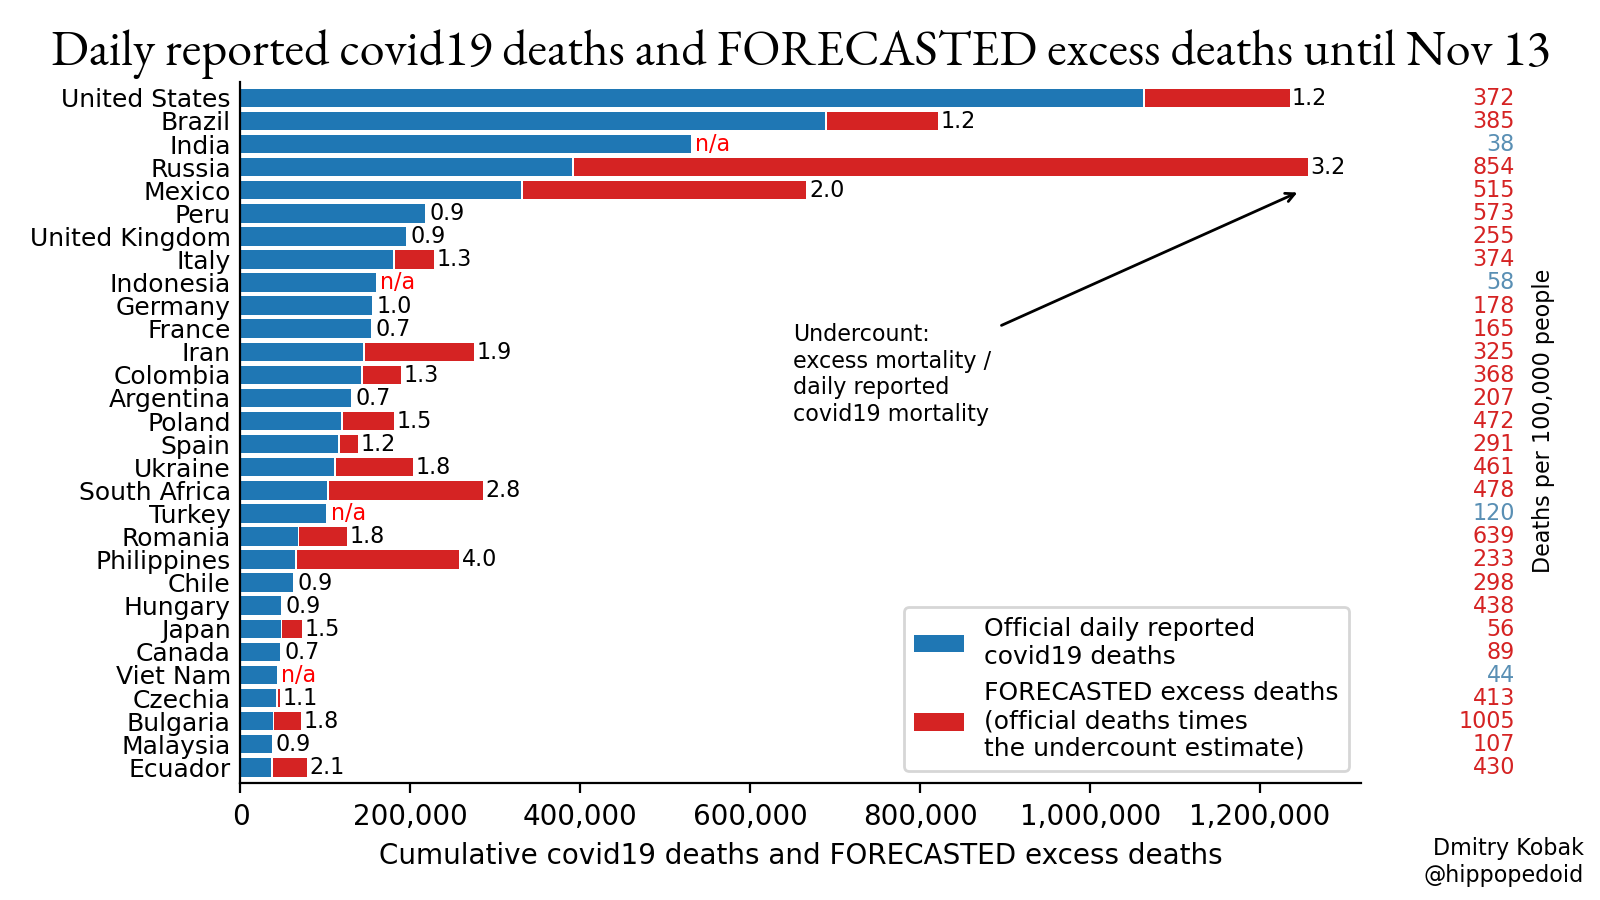 Daily reported covid19 deaths and FORECASTED excess deaths until Nov 13
United States 1.2 372
Brazil 1.2 385
India n/a 38
Russia 3.2 854
Mexico 2.0 515
Peru 0.9 573
United Kingdom 0.9 255
Italy 1.3 374
Indonesia n/a 58
Germany 1.0 178
France 0.7 165
Iran 1.9 325
Colombia 1.3 368
Argentina 0.7 207
Poland 1.5 472
Spain 1.2 291
Ukraine 1.8 461
South Africa 2.8 478
Turkey n/a 120
Romania 1.8 639
Philippines 4.0 233
Chile 0.9 298
Hungary 0.9 438
Japan 1.5 56
Canada 0.7 89
Viet Nam n/a 44
Czechia 1.1 413
Bulgaria 1.8 1005
Malaysia 0.9 107
Ecuador 2.1 430
Undercount:
excess mortality /
daily reported
covid19 mortality
Deaths per 100,000 people
Official daily reported
covid19 deaths
FORECASTED excess deaths
(official deaths times
the undercount estimate)
0 200,000 400,000 600,000 800,000 1,000,000 1,200,000
Cumulative covid19 deaths and FORECASTED excess deaths
Dmitry Kobak
@hippopedoid